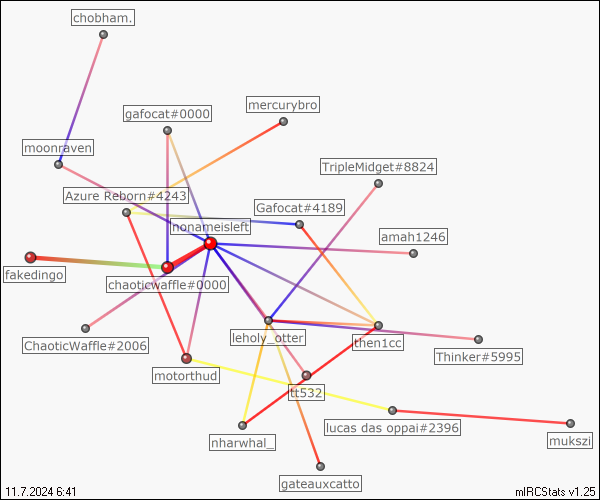 chobham.
mercurybro
gafocat#0000
moonraven
TripleMidget#8824
Azure Reborn#4243
Gafocat#4189
nonameisleft
amah1246
fakedingo
chaoticwaffle#0000
ChaoticWaffle#2006
leholy_otter
then1cc
Thinker#5995
motorthud
tt532
lucas das oppai#2396
nharwhal_
mukszi
gateauxcatto
11.7.2024 6:41
mIRCStats v1.25